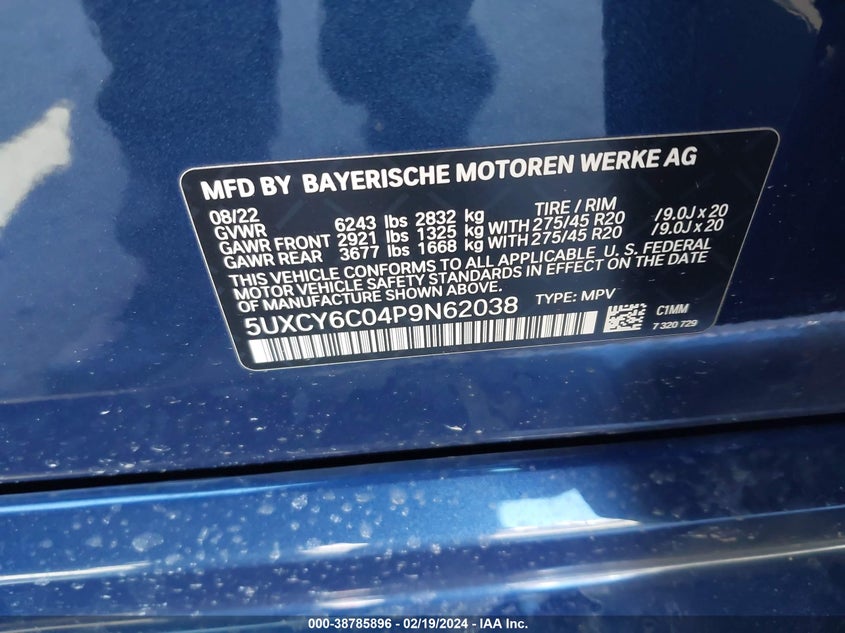 MFD BY BAYERISCHE MOTOREN WERKE AG
08/22 TIRE / RIM
GVWR 6243 lbs 2832 kg
GAWR FRONT 2921 lbs 1325 kg WITH 275/45 R20 / 9.0J x 20
GAWR REAR 3677 lbs 1668 kg WITH 275/45 R20 / 9.0J x 20
THIS VEHICLE CONFORMS TO ALL APPLICABLE U. S. FEDERAL
MOTOR VEHICLE SAFETY STANDARDS IN EFFECT ON THE DATE
OF MANUFACTURE SHOWN ABOVE.
5UXCY6C04P9N62038 TYPE: MPV
C1MM
7 320 729
000-38785896 - 02/19/2024 - IAA Inc.